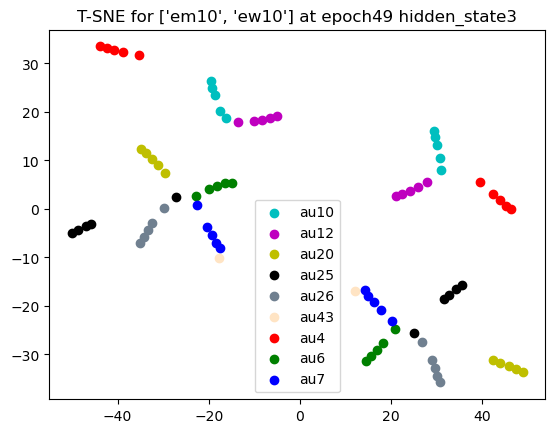 T-SNE for ['em10', 'ew10'] at epoch49 hidden_state3
30
20
10
0
−10
−20
−30
−40
−20
0
20
40
au10
au12
au20
au25
au26
au43
au4
au6
au7